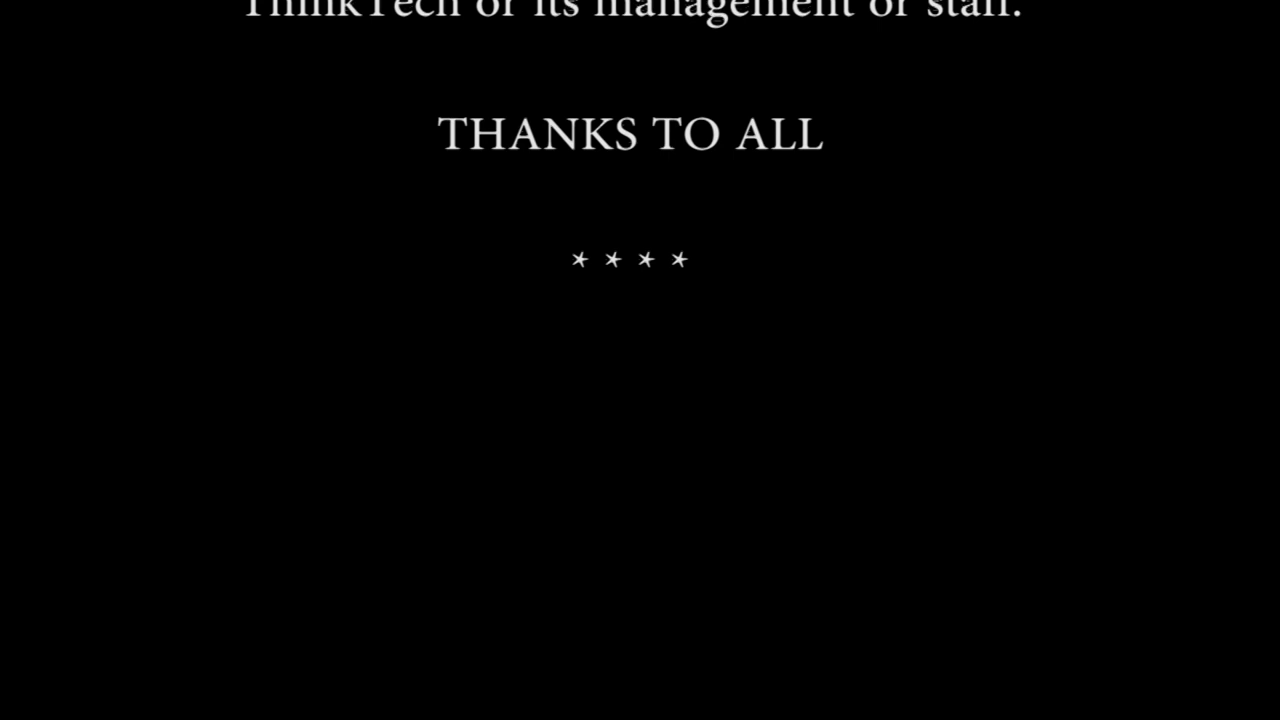 ThinkTech or its management or staff.
THANKS TO ALL
* * * *